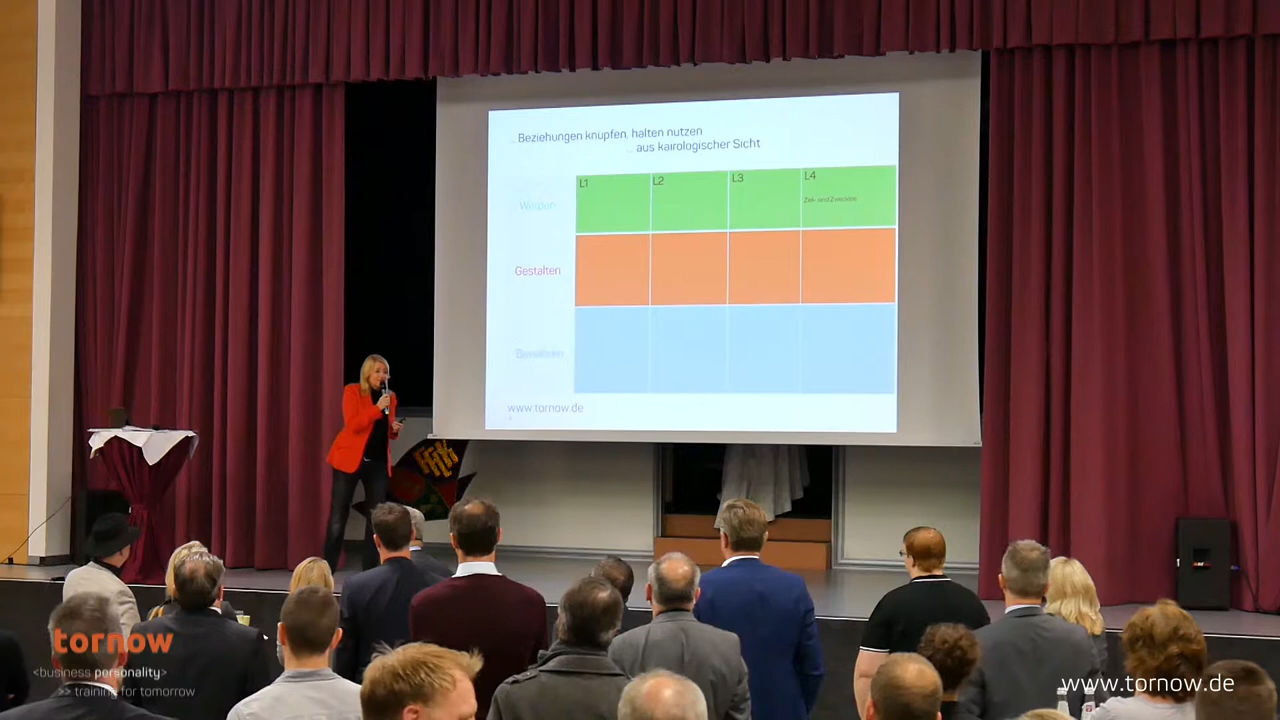 ... Beziehungen knüpfen, halten nutzen
... aus kairologischer Sicht
L1
L2
L3
L4
Gestalten
www.tornow.de
tornow
<business personality>
>> training for tomorrow
www.tornow.de